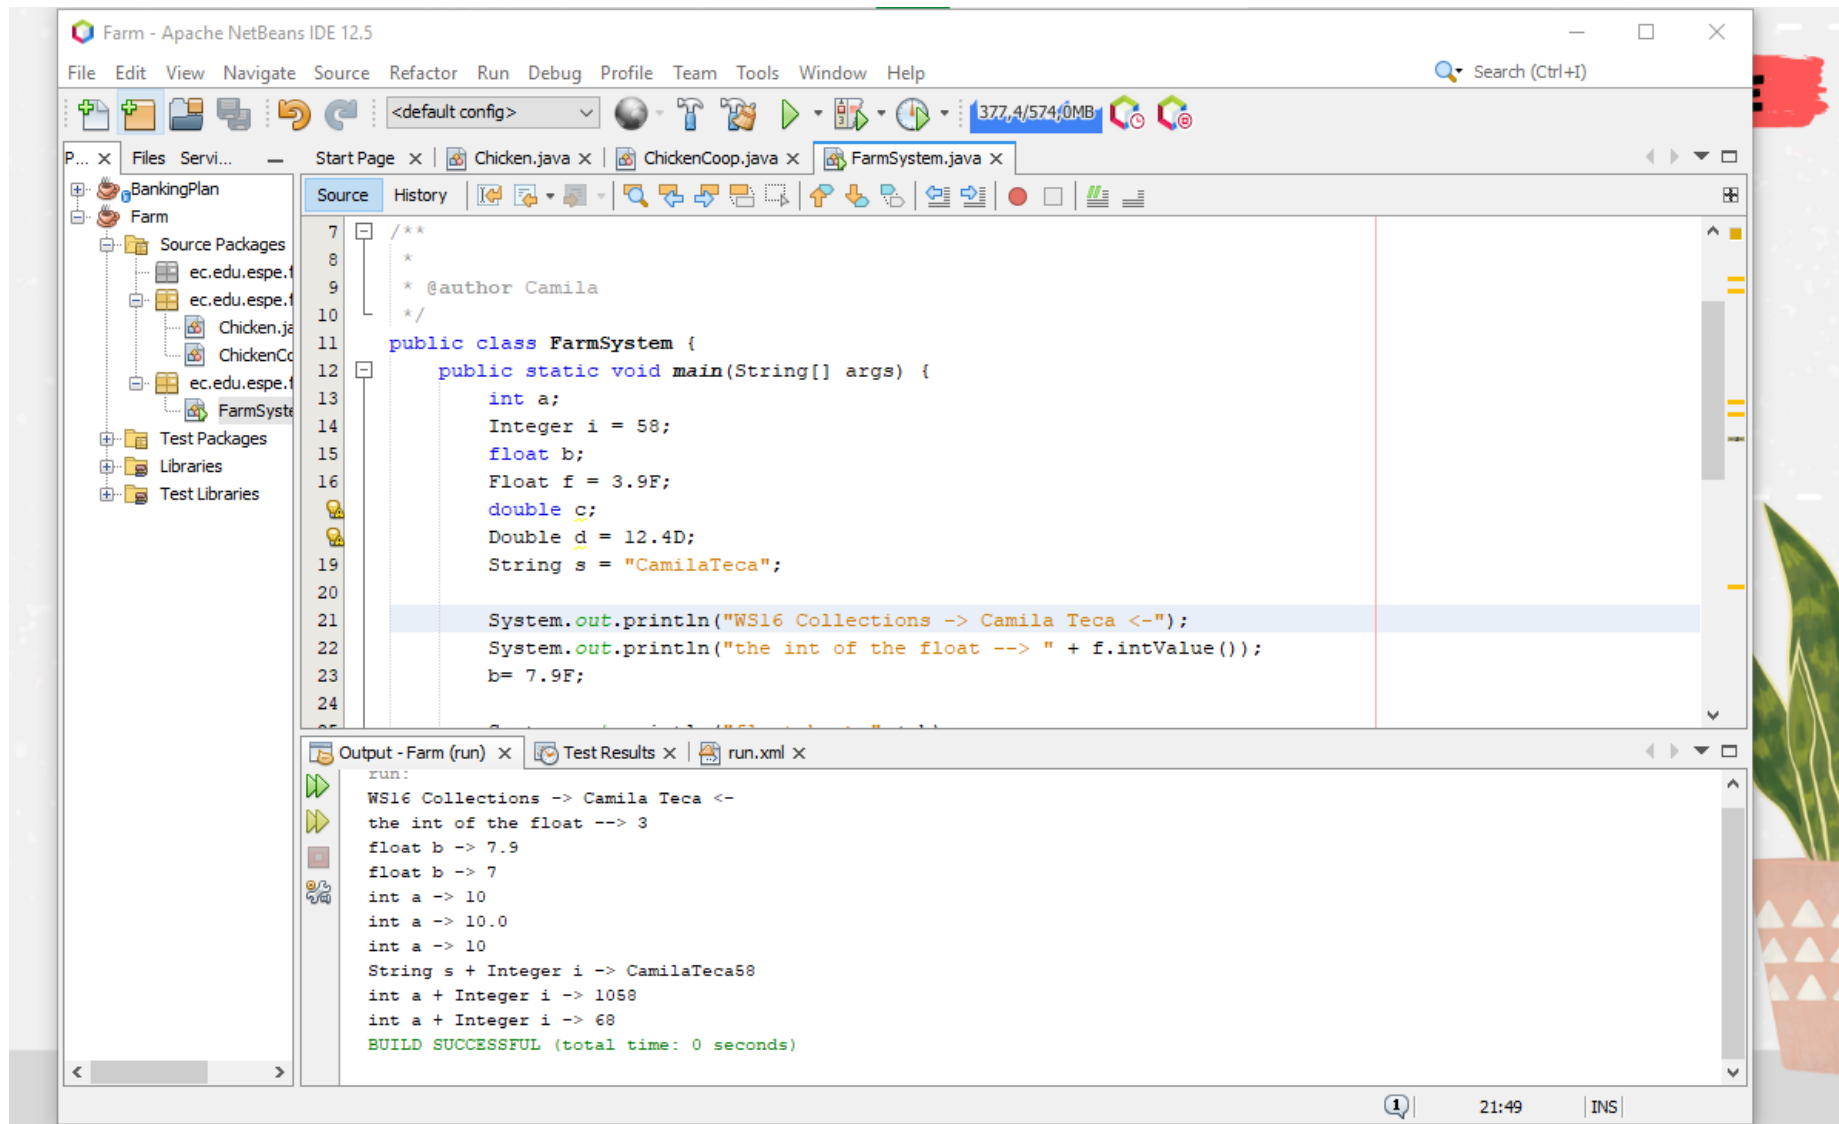 Farm - Apache NetBeans IDE 12.5
File Edit View Navigate Source Refactor Run Debug Profile Team Tools Window Help
Search (Ctrl+I)
<default config>
377,4/574,0MB
P... Files Servi...
Start Page Chicken.java ChickenCoop.java FarmSystem.java
Source History
BankingPlan
Farm
Source Packages
ec.edu.espe.f
ec.edu.espe.f
Chicken.ja
ChickenCo
ec.edu.espe.f
FarmSyste
Test Packages
Libraries
Test Libraries
7 /**
8 *
9 * @author Camila
10 */
11 public class FarmSystem {
12 public static void main(String[] args) {
13 int a;
14 Integer i = 58;
15 float b;
16 Float f = 3.9F;
double c;
Double d = 12.4D;
19 String s = "CamilaTeca";
20
21 System.out.println("WS16 Collections -> Camila Teca <-");
22 System.out.println("the int of the float --> " + f.intValue());
23 b= 7.9F;
24
Output - Farm (run) Test Results run.xml
run:
WS16 Collections -> Camila Teca <-
the int of the float --> 3
float b -> 7.9
float b -> 7
int a -> 10
int a -> 10.0
int a -> 10
String s + Integer i -> CamilaTeca58
int a + Integer i -> 1058
int a + Integer i -> 68
BUILD SUCCESSFUL (total time: 0 seconds)
1 21:49 INS